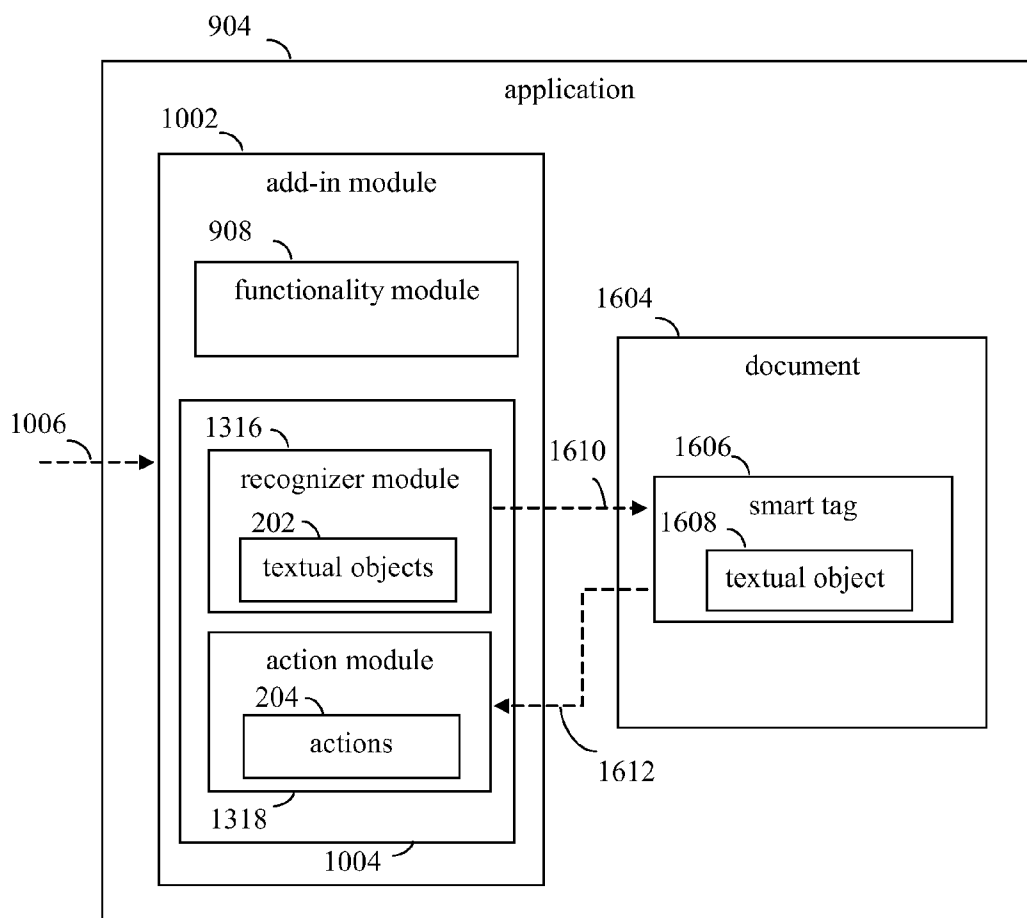 904
application
1002
add-in module
908
functionality module
1604
document
1006
1316
recognizer module
1610
1606
smart tag
202
textual objects
1608
textual object
action module
204
actions
1612
1318
1004